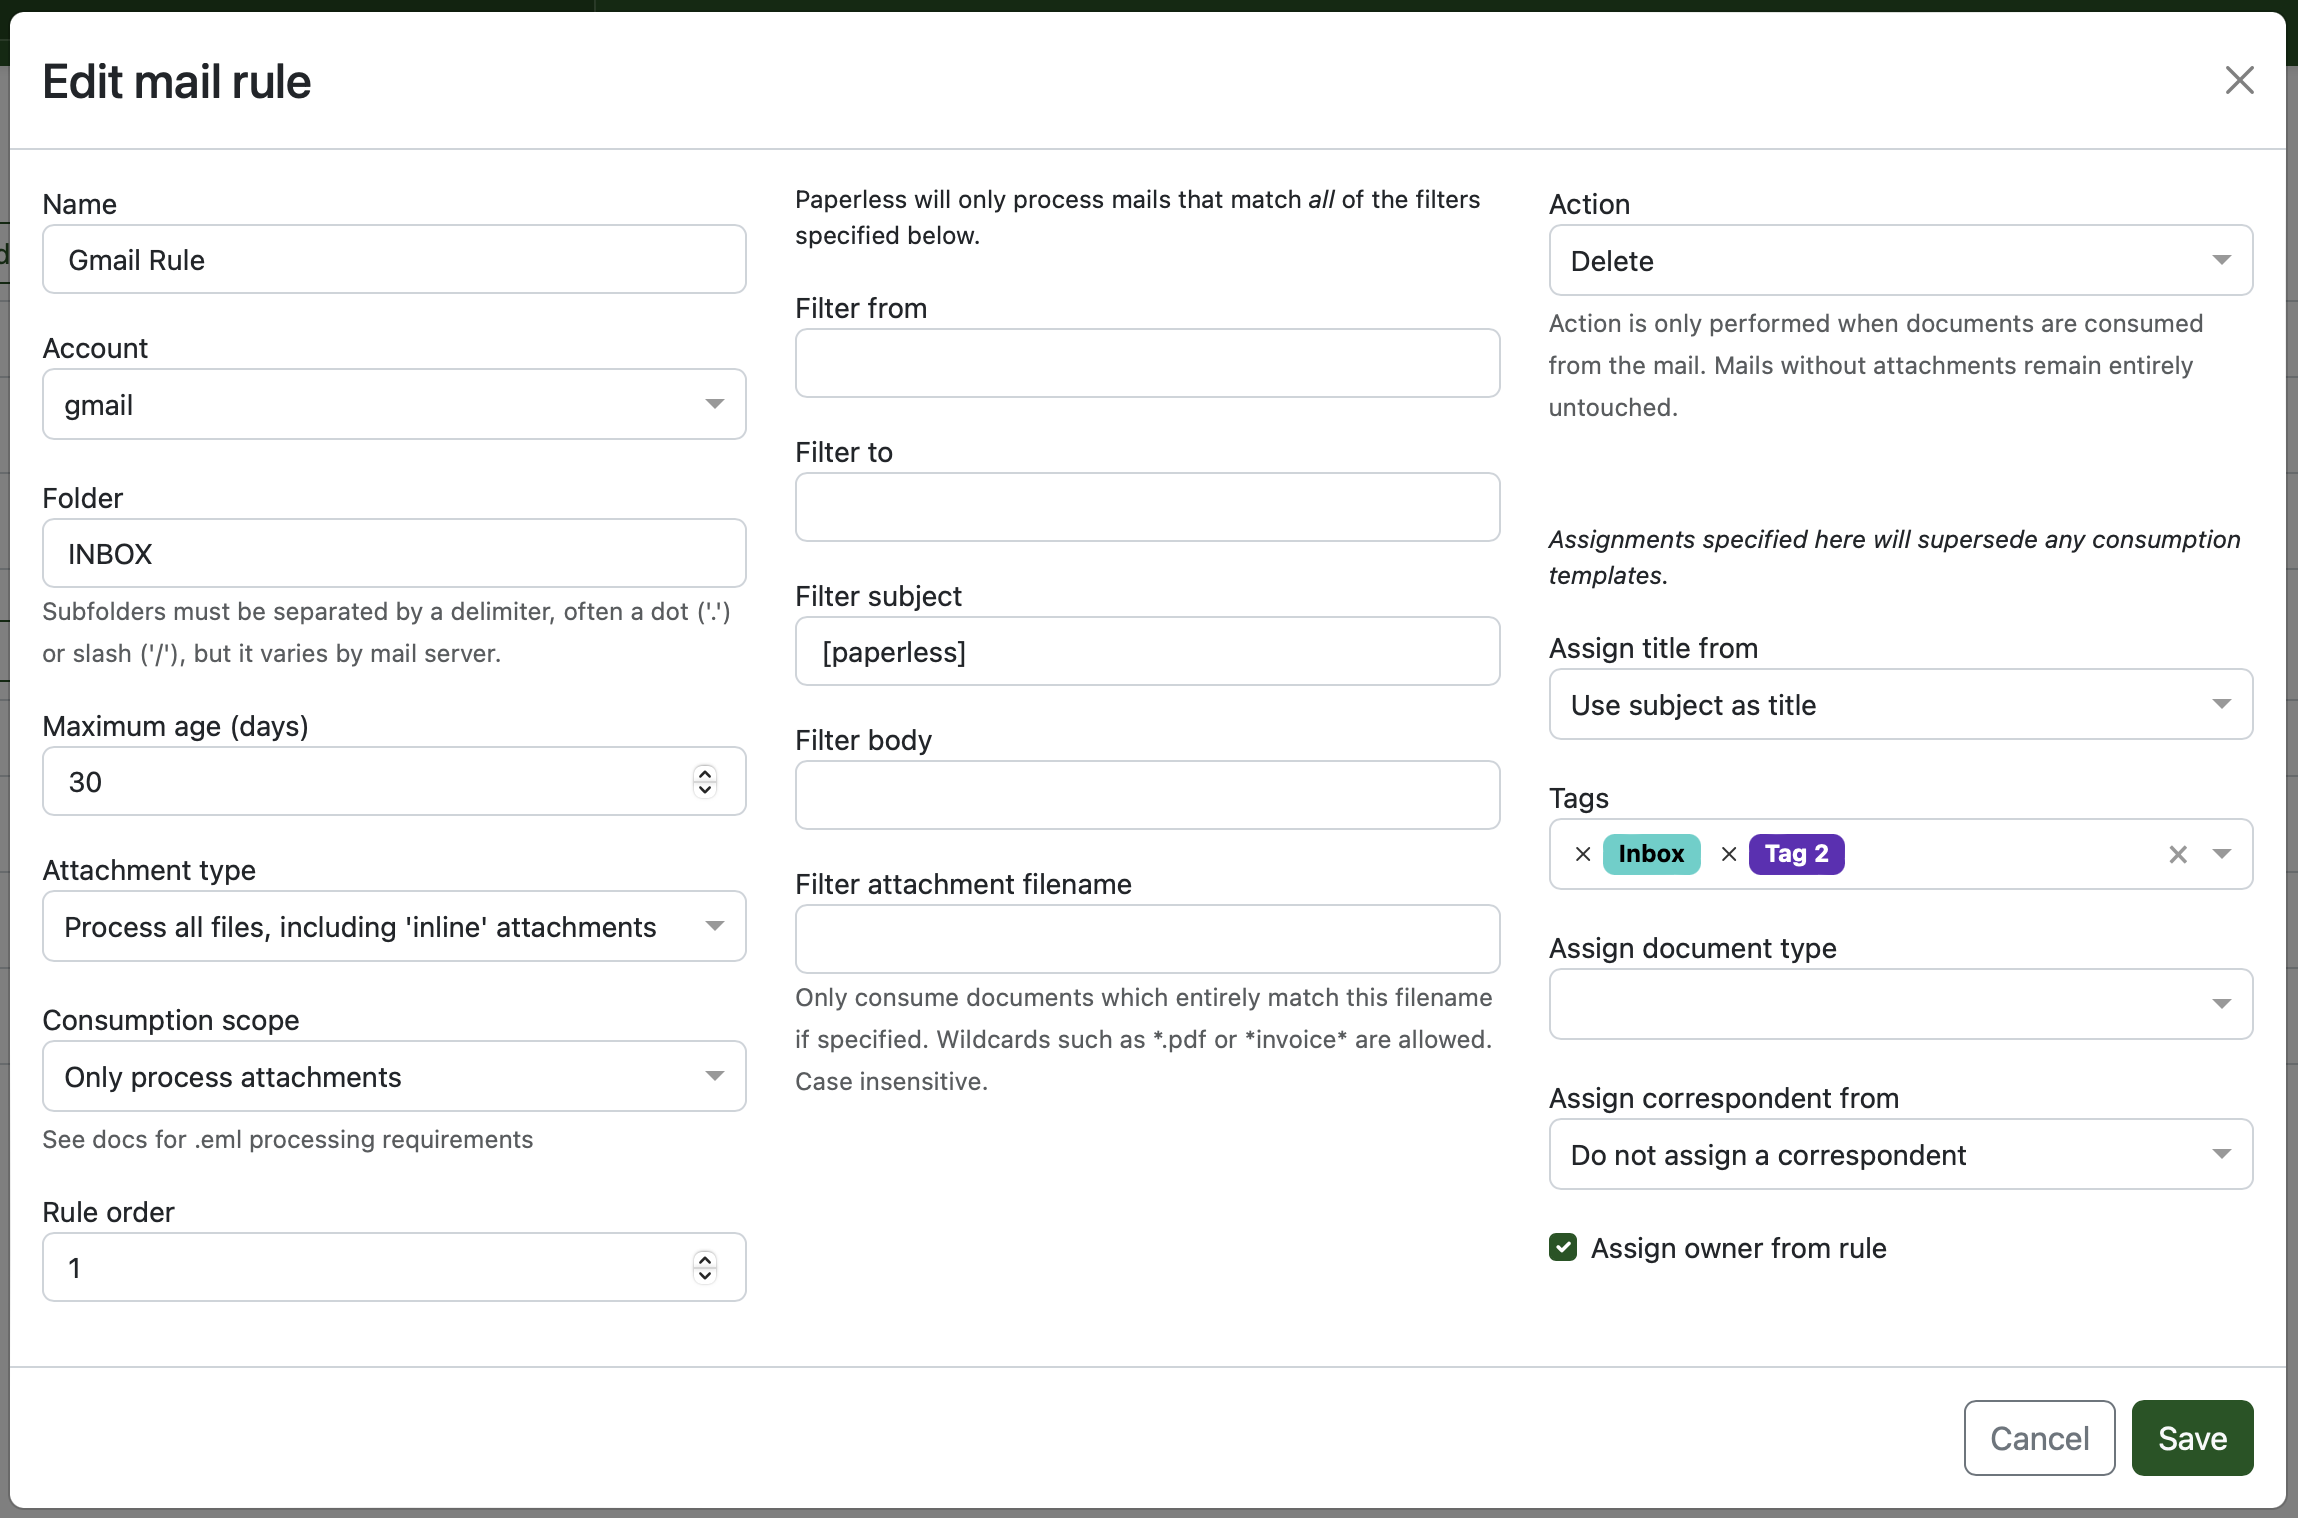 Edit mail rule
Name
Gmail Rule
Account
gmail
Folder
INBOX
Subfolders must be separated by a delimiter, often a dot ('.')
or slash ('/'), but it varies by mail server.
Maximum age (days)
30
Attachment type
Process all files, including 'inline' attachments
Consumption scope
Only process attachments
See docs for .eml processing requirements
Rule order
1
Paperless will only process mails that match all of the filters
specified below.
Filter from
Filter to
Filter subject
[paperless]
Filter body
Filter attachment filename
Only consume documents which entirely match this filename
if specified. Wildcards such as *.pdf or *invoice* are allowed.
Case insensitive.
Action
Delete
Action is only performed when documents are consumed
from the mail. Mails without attachments remain entirely
untouched.
Assignments specified here will supersede any consumption
templates.
Assign title from
Use subject as title
Tags
× Inbox × Tag 2
Assign document type
Assign correspondent from
Do not assign a correspondent
Assign owner from rule
Cancel Save